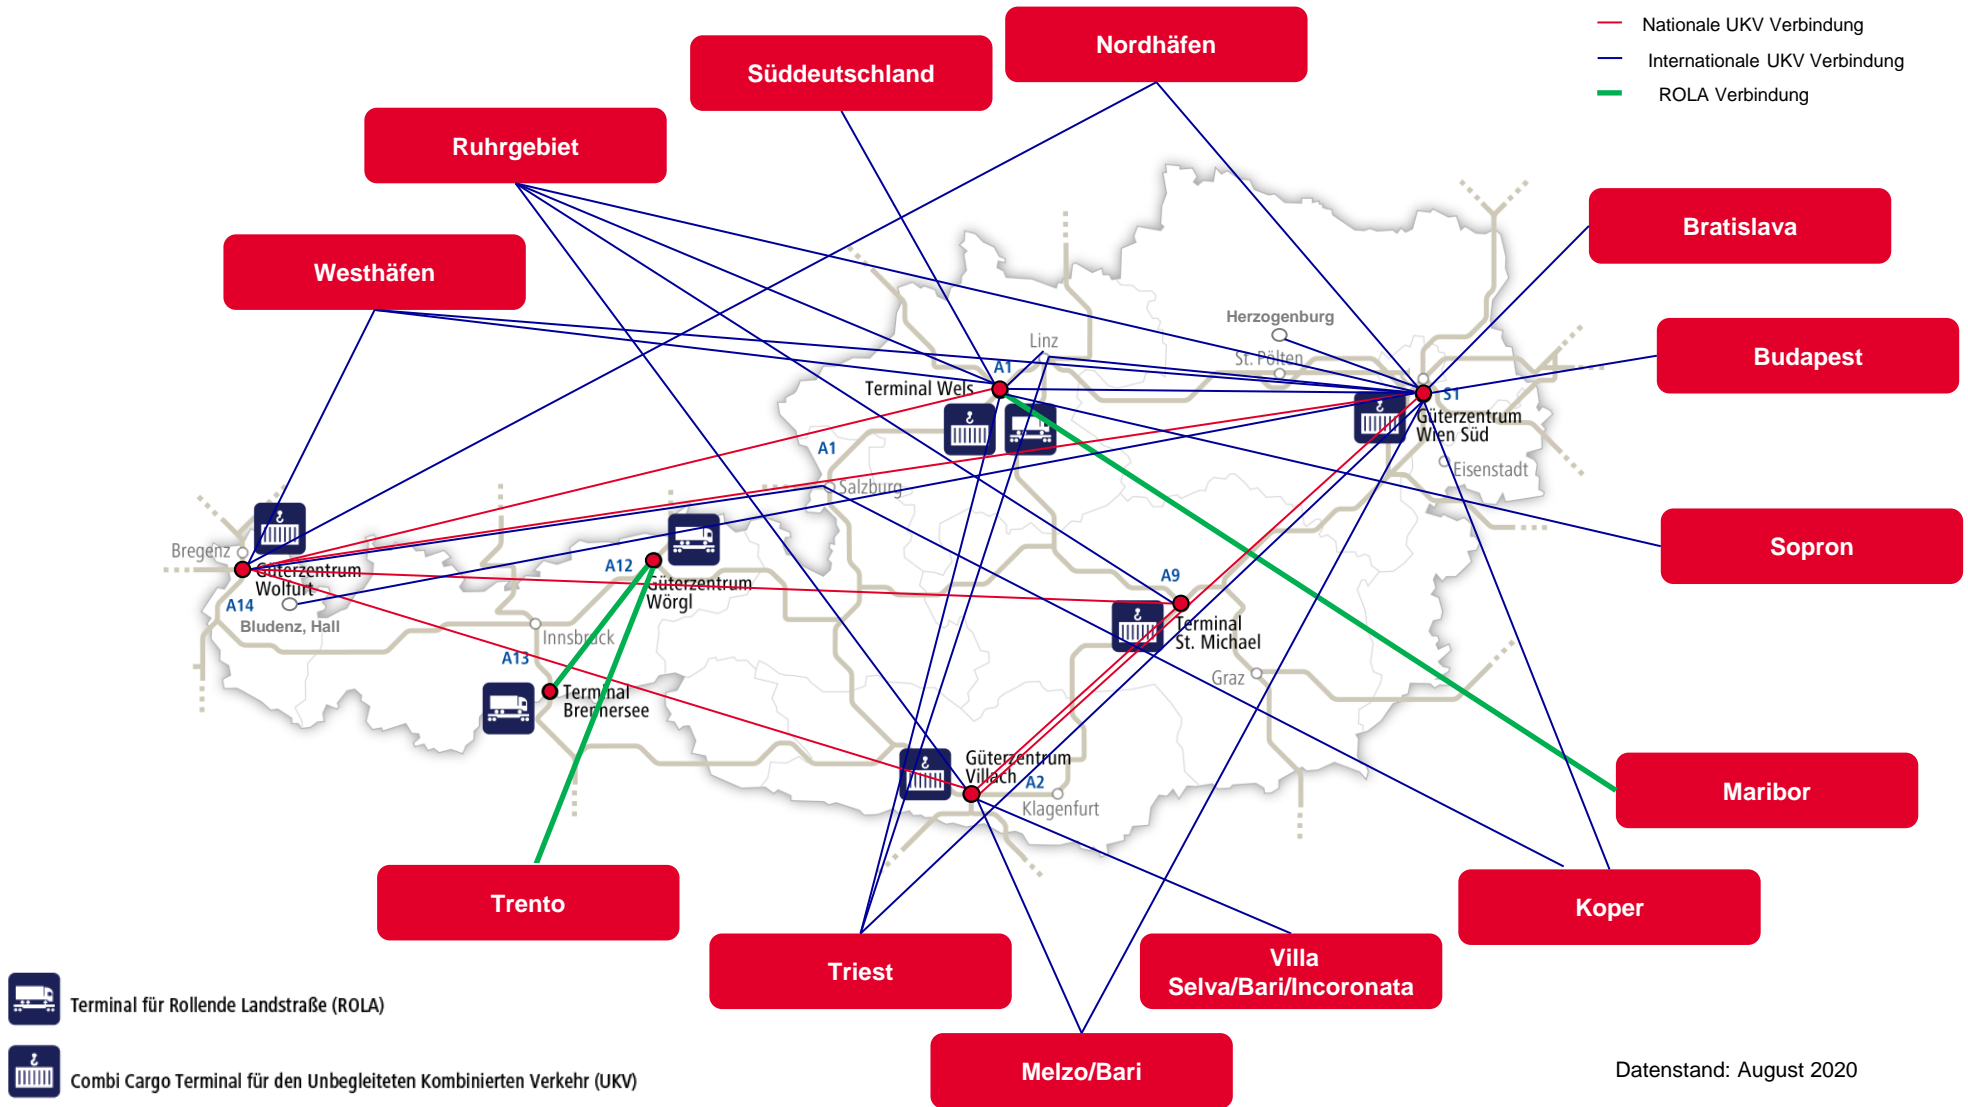 Nordhäfen
Süddeutschland
Nationale UKV Verbindung
Internationale UKV Verbindung
ROLA Verbindung
Ruhrgebiet
Westhäfen
Bratislava
Budapest
Sopron
Maribor
Koper
Herzogenburg
St. Pölten
Linz
A1
Terminal Wels
S1
Güterzentrum
Wien Süd
Eisenstadt
A1
Salzburg
Bregenz
Güterzentrum
Wolfurt
A14
Bludenz, Hall
A12
Güterzentrum
Wörgl
Innsbruck
A13
Terminal
Brennersee
A9
Terminal
St. Michael
Graz
Güterzentrum
Villach
A2
Klagenfurt
Trento
Triest
Villa
Selva/Bari/Incoronata
Melzo/Bari
Terminal für Rollende Landstraße (ROLA)
Combi Cargo Terminal für den Unbegleiteten Kombinierten Verkehr (UKV)
Datenstand: August 2020